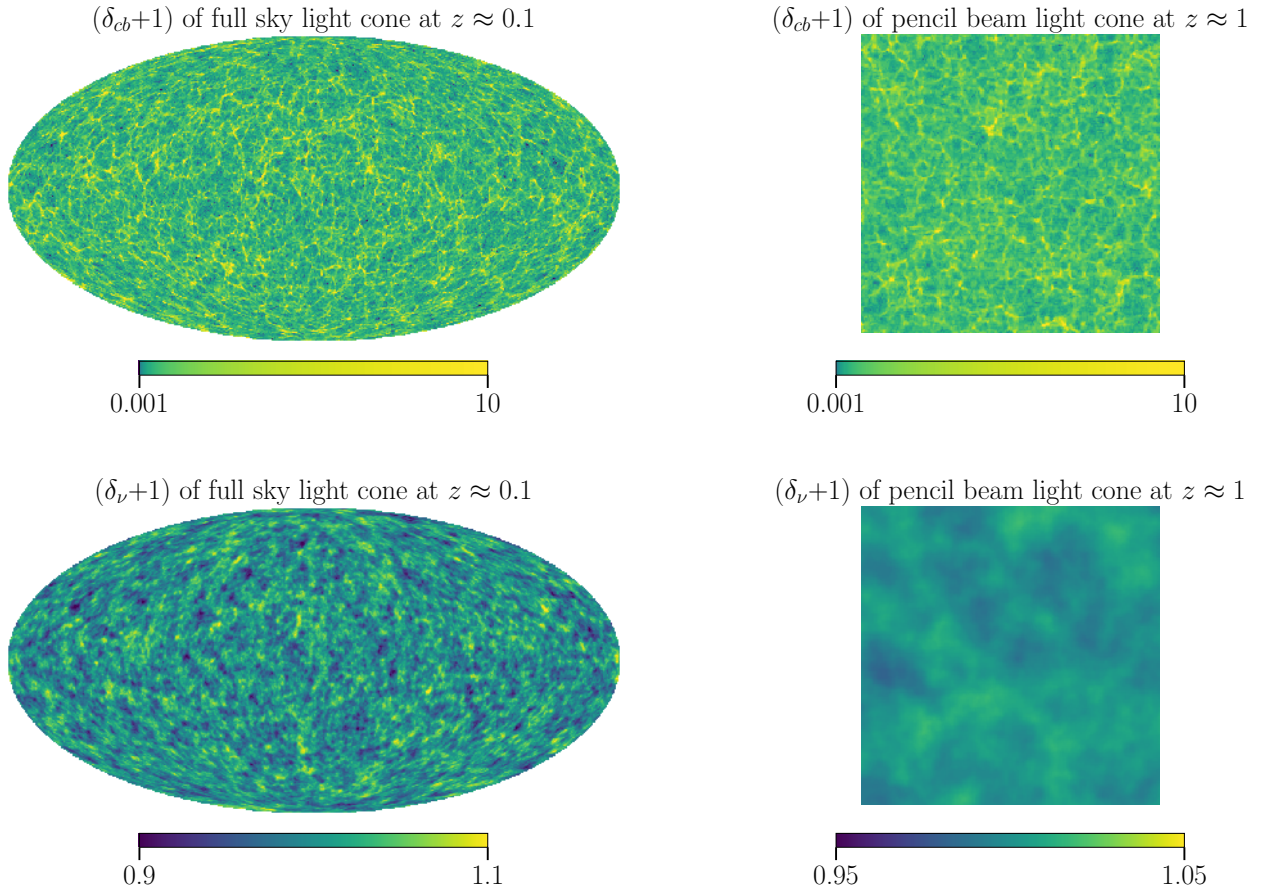 (δcb+1) of full sky light cone at z ≈ 0.1
(δcb+1) of pencil beam light cone at z ≈ 1
0.001 10
0.001 10
(δν+1) of full sky light cone at z ≈ 0.1
(δν+1) of pencil beam light cone at z ≈ 1
0.9 1.1
0.95 1.05